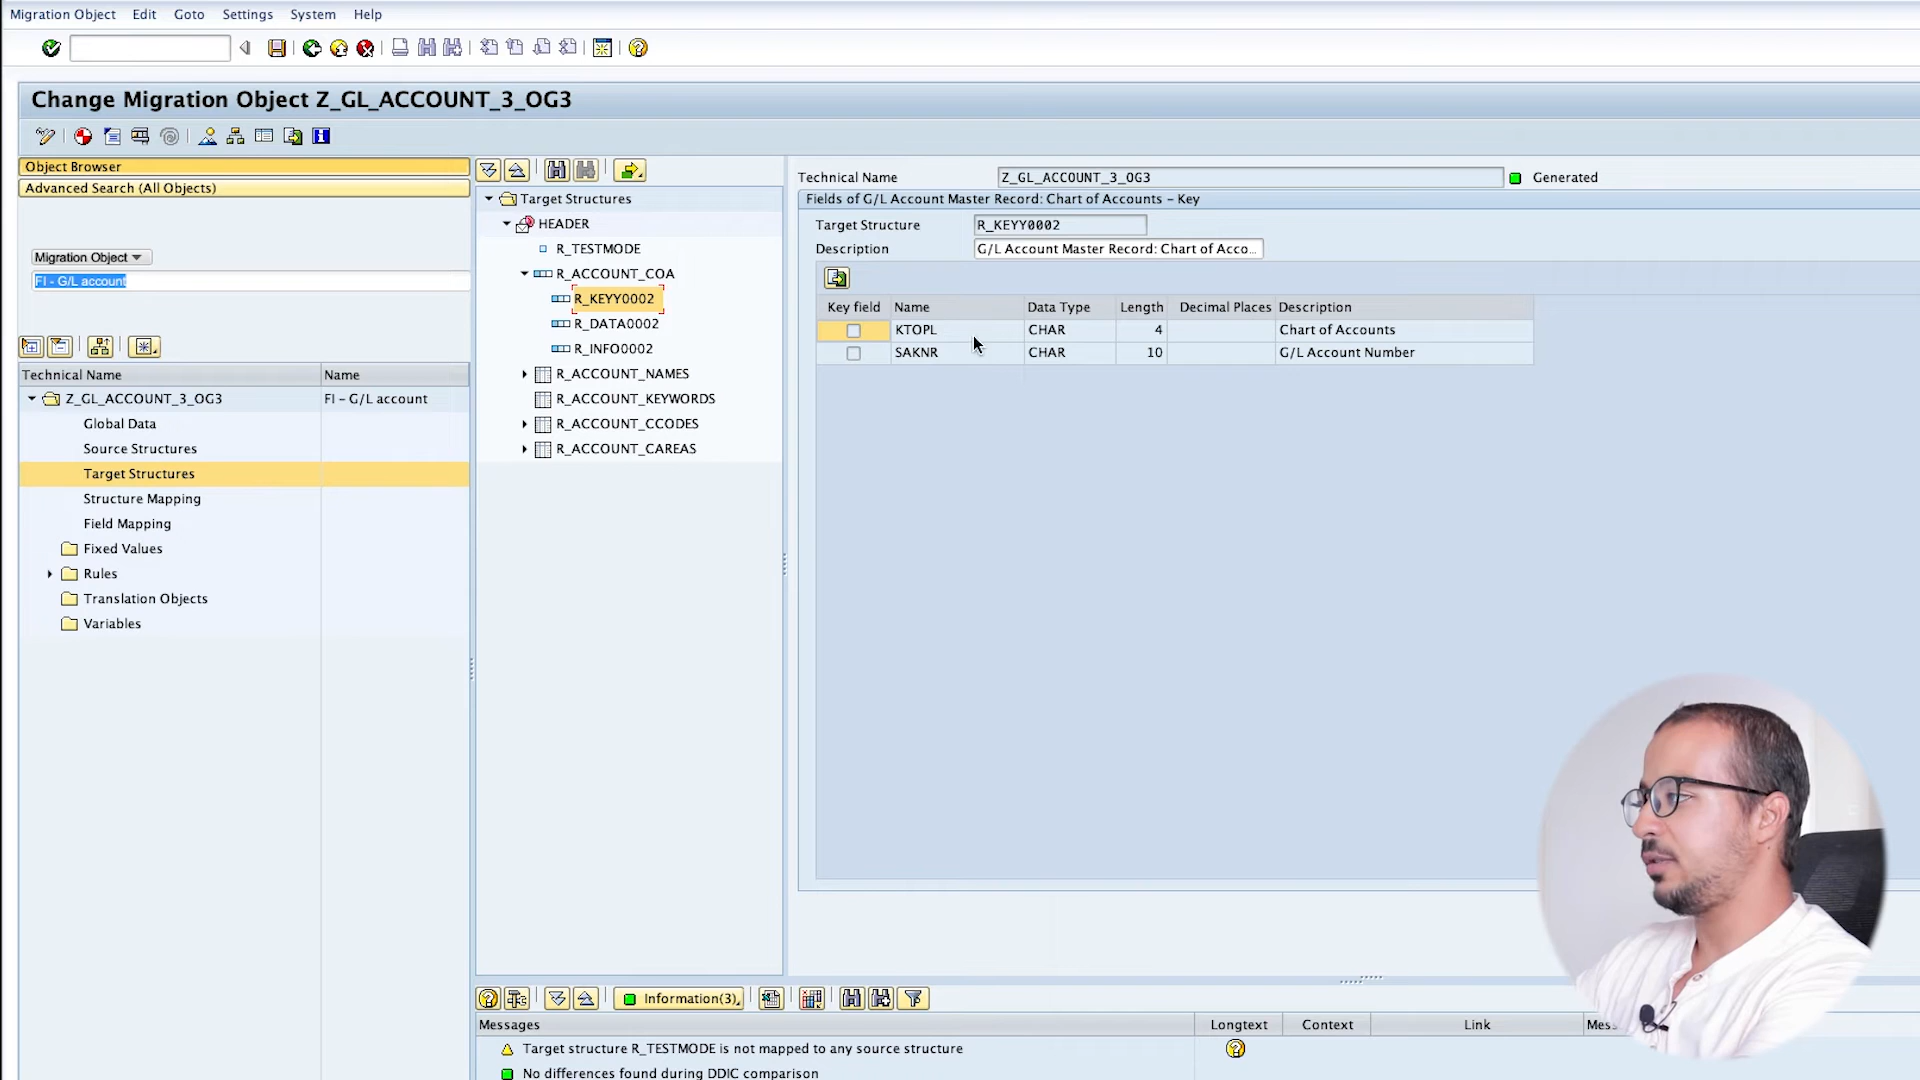 Migration Object Edit Goto Settings System Help
Change Migration Object Z_GL_ACCOUNT_3_OG3
Object Browser
Advanced Search (All Objects)
Migration Object
FI - G/L account
Technical Name Name
Z_GL_ACCOUNT_3_OG3 FI - G/L account
Global Data
Source Structures
Target Structures
Structure Mapping
Field Mapping
Fixed Values
Rules
Translation Objects
Variables
Target Structures
HEADER
R_TESTMODE
R_ACCOUNT_COA
R_KEYY0002
R_DATA0002
R_INFO0002
R_ACCOUNT_NAMES
R_ACCOUNT_KEYWORDS
R_ACCOUNT_CCODES
R_ACCOUNT_CAREAS
Technical Name Z_GL_ACCOUNT_3_OG3 Generated
Fields of G/L Account Master Record: Chart of Accounts - Key
Target Structure R_KEYY0002
Description G/L Account Master Record: Chart of Acco...
Key field Name Data Type Length Decimal Places Description
KTOPL CHAR 4 Chart of Accounts
SAKNR CHAR 10 G/L Account Number
Information(3)
Messages Longtext Context Link
Target structure R_TESTMODE is not mapped to any source structure
No differences found during DDIC comparison